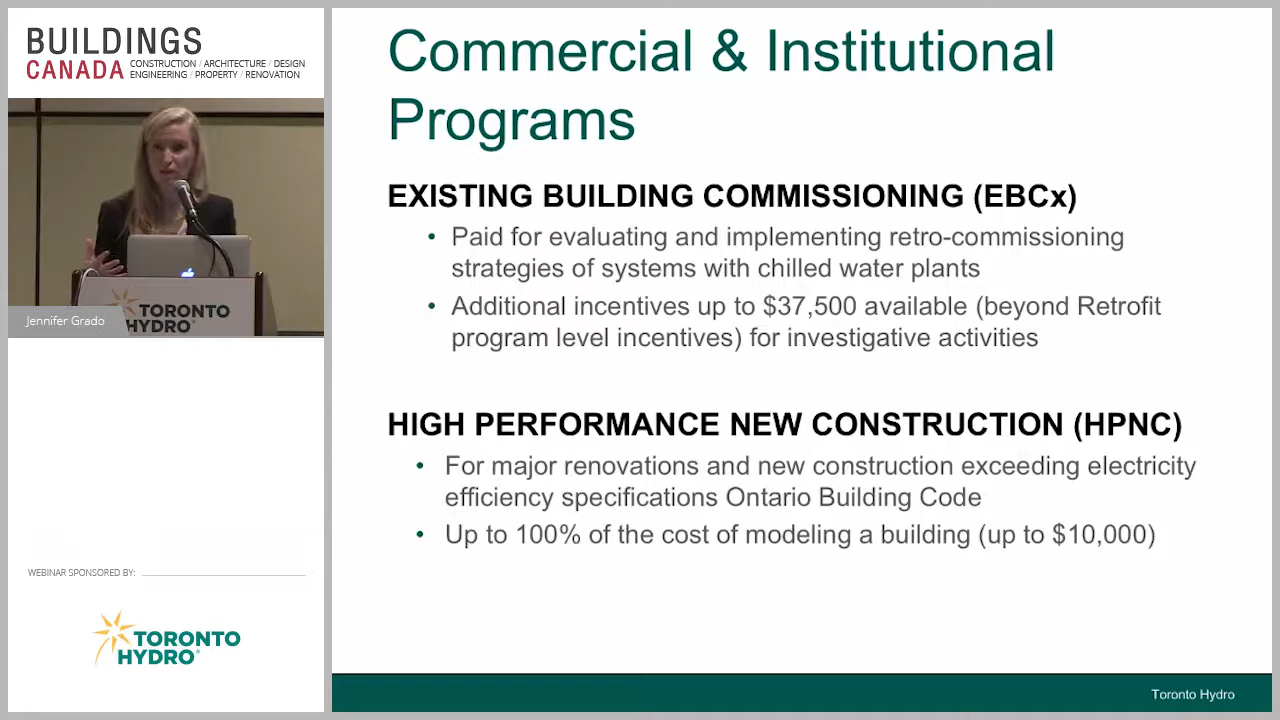 BUILDINGS
CANADA
CONSTRUCTION / ARCHITECTURE / DESIGN
ENGINEERING / PROPERTY / RENOVATION
TORONTO
HYDRO
Jennifer Grado
WEBINAR SPONSORED BY:
TORONTO
HYDRO®
Commercial & Institutional
Programs
EXISTING BUILDING COMMISSIONING (EBCx)
• Paid for evaluating and implementing retro-commissioning
strategies of systems with chilled water plants
• Additional incentives up to $37,500 available (beyond Retrofit
program level incentives) for investigative activities
HIGH PERFORMANCE NEW CONSTRUCTION (HPNC)
• For major renovations and new construction exceeding electricity
efficiency specifications Ontario Building Code
• Up to 100% of the cost of modeling a building (up to $10,000)
Toronto Hydro